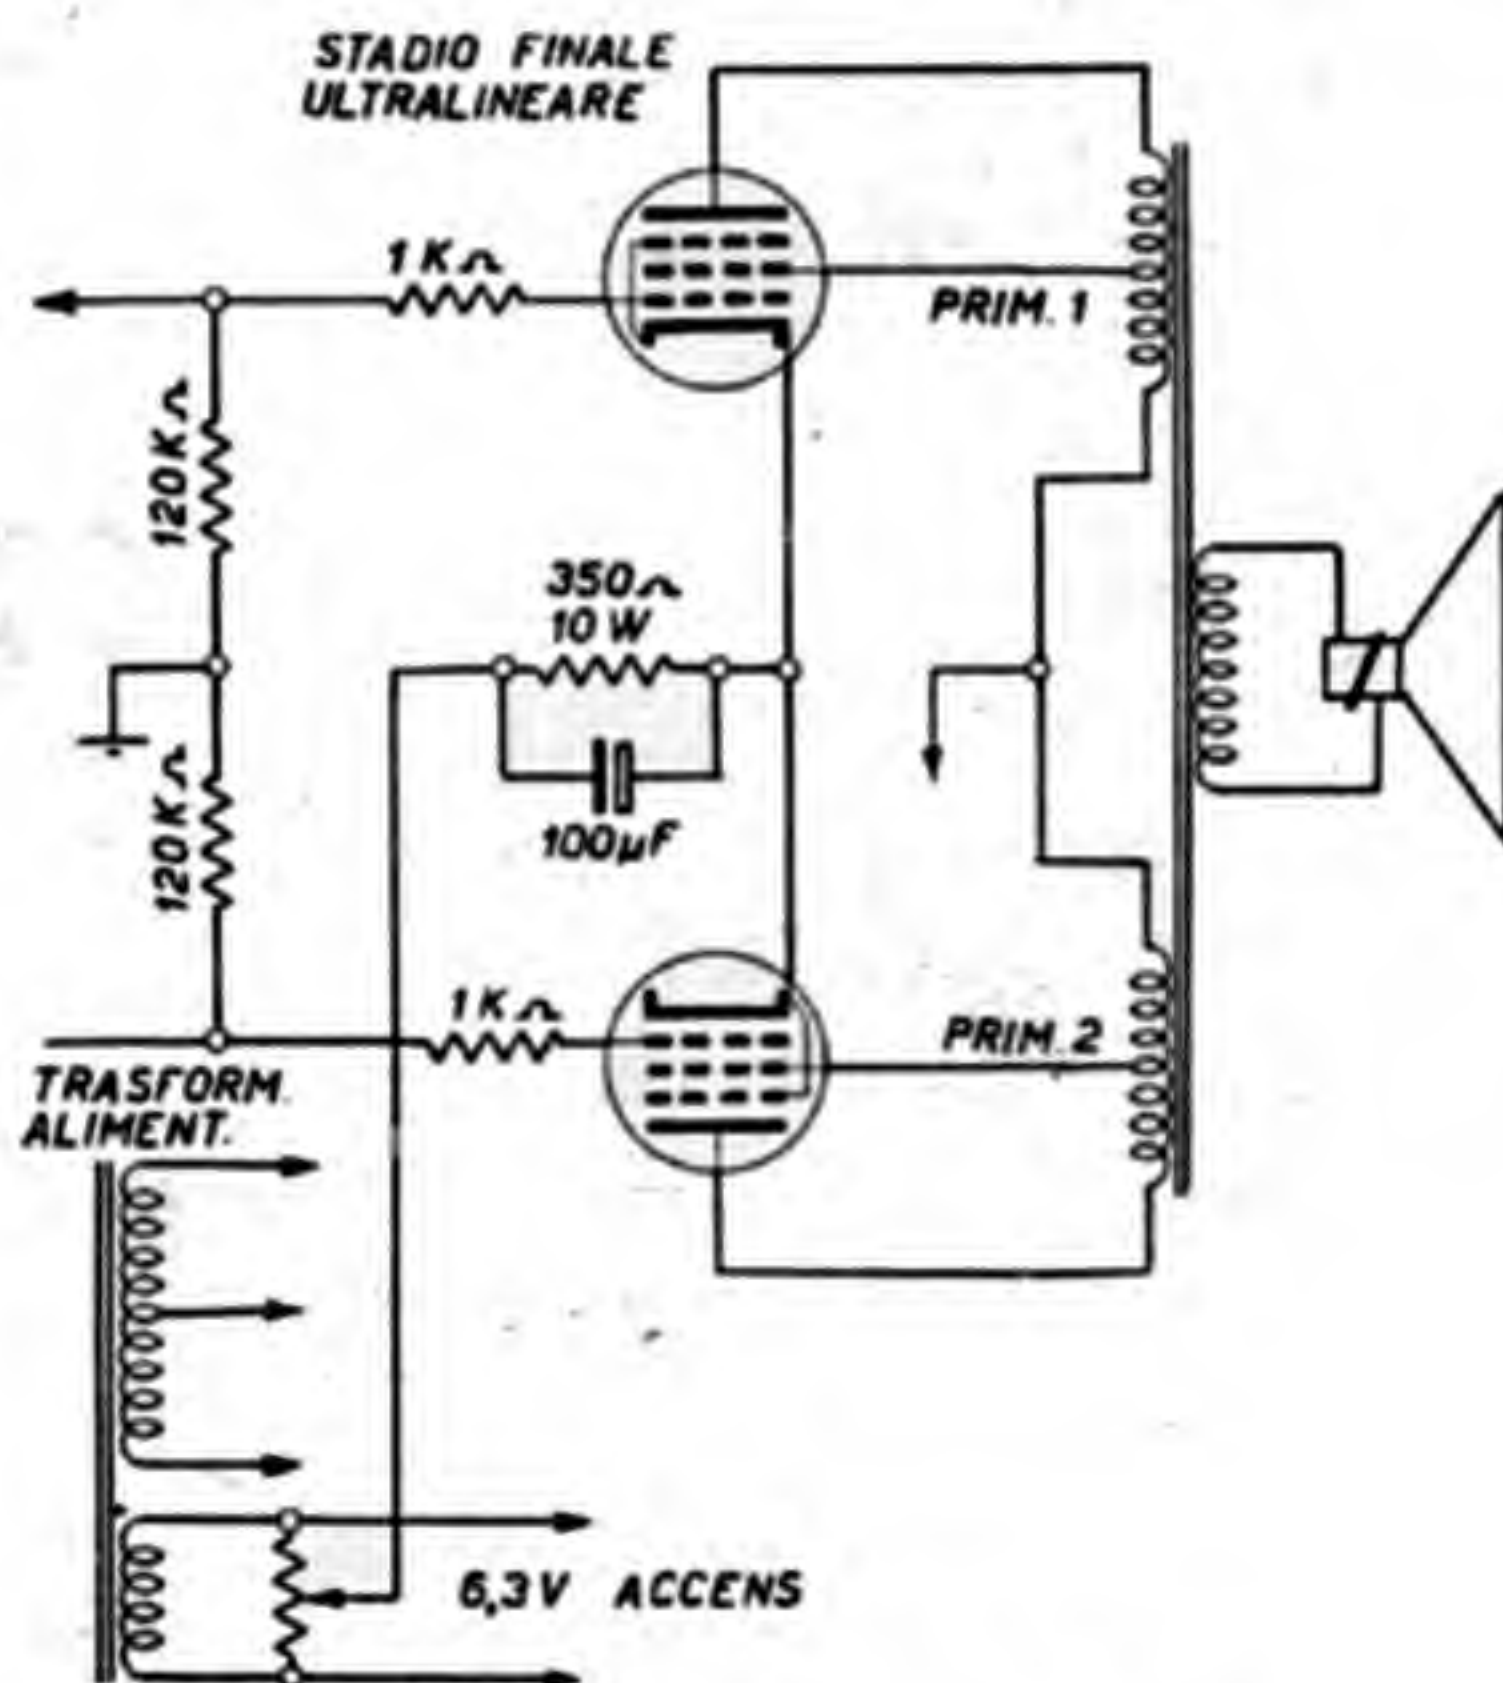 STADIO FINALE
ULTRALINEARE
1 KΩ
PRIM. 1
120KΩ
350Ω
10 W
100µF
120KΩ
1 KΩ
PRIM. 2
TRASFORM.
ALIMENT.
6,3V ACCENS